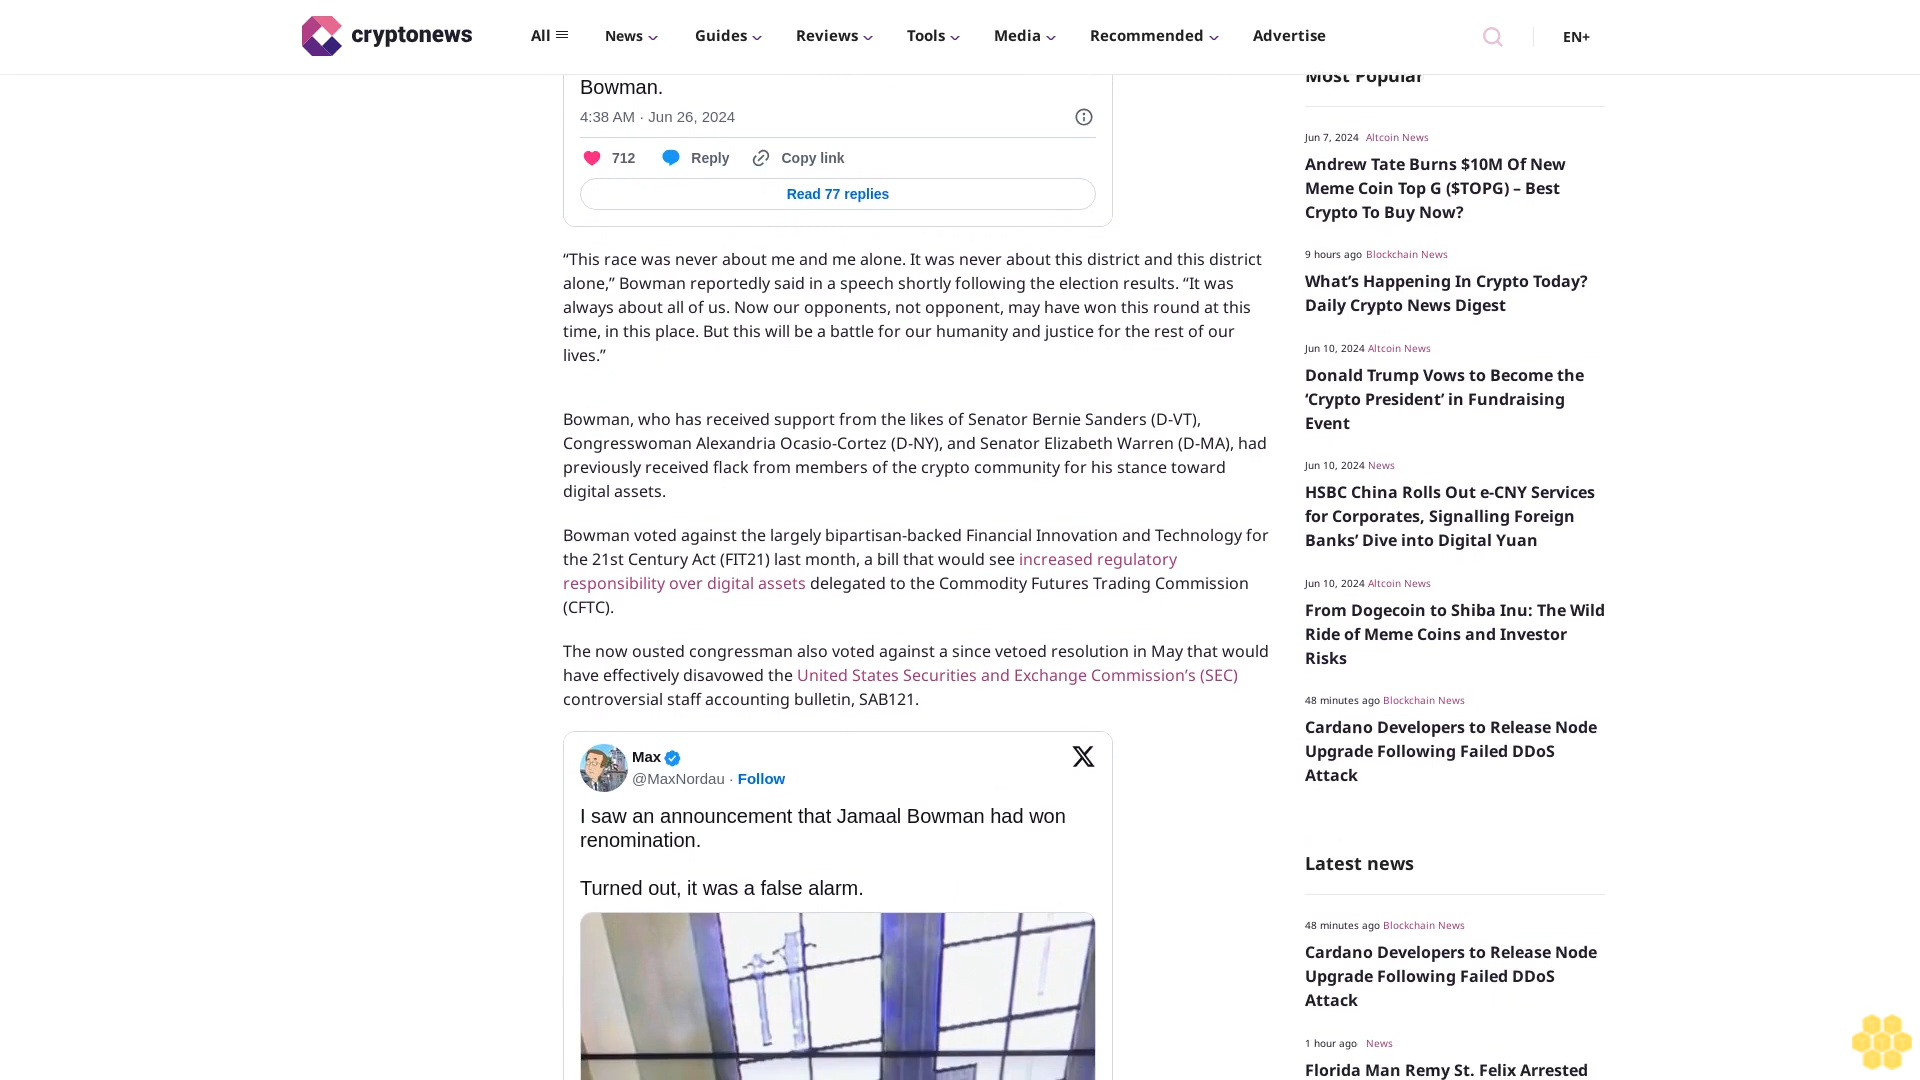 cryptonews
All
News
Guides
Reviews
Tools
Media
Recommended
Advertise
EN+
Bowman.
4:38 AM · Jun 26, 2024
712
Reply
Copy link
Read 77 replies
“This race was never about me and me alone. It was never about this district and this district
alone,” Bowman reportedly said in a speech shortly following the election results. “It was
always about all of us. Now our opponents, not opponent, may have won this round at this
time, in this place. But this will be a battle for our humanity and justice for the rest of our
lives.”
Bowman, who has received support from the likes of Senator Bernie Sanders (D-VT),
Congresswoman Alexandria Ocasio-Cortez (D-NY), and Senator Elizabeth Warren (D-MA), had
previously received flack from members of the crypto community for his stance toward
digital assets.
Bowman voted against the largely bipartisan-backed Financial Innovation and Technology for
the 21st Century Act (FIT21) last month, a bill that would see increased regulatory
responsibility over digital assets delegated to the Commodity Futures Trading Commission
(CFTC).
The now ousted congressman also voted against a since vetoed resolution in May that would
have effectively disavowed the United States Securities and Exchange Commission’s (SEC)
controversial staff accounting bulletin, SAB121.
Max
@MaxNordau · Follow
I saw an announcement that Jamaal Bowman had won
renomination.
Turned out, it was a false alarm.
Most Popular
Jun 7, 2024 Altcoin News
Andrew Tate Burns $10M Of New
Meme Coin Top G ($TOPG) – Best
Crypto To Buy Now?
9 hours ago Blockchain News
What’s Happening In Crypto Today?
Daily Crypto News Digest
Jun 10, 2024 Altcoin News
Donald Trump Vows to Become the
‘Crypto President’ in Fundraising
Event
Jun 10, 2024 News
HSBC China Rolls Out e-CNY Services
for Corporates, Signalling Foreign
Banks’ Dive into Digital Yuan
Jun 10, 2024 Altcoin News
From Dogecoin to Shiba Inu: The Wild
Ride of Meme Coins and Investor
Risks
48 minutes ago Blockchain News
Cardano Developers to Release Node
Upgrade Following Failed DDoS
Attack
Latest news
48 minutes ago Blockchain News
Cardano Developers to Release Node
Upgrade Following Failed DDoS
Attack
1 hour ago News
Florida Man Remy St. Felix Arrested